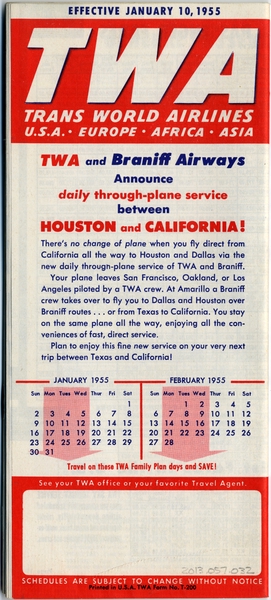 EFFECTIVE JANUARY 10, 1955
TWA
TRANS WORLD AIRLINES
U.S.A. · EUROPE · AFRICA · ASIA
TWA and Braniff Airways
Announce
daily through-plane service
between
HOUSTON and CALIFORNIA!
There's no change of plane when you fly direct from
California all the way to Houston and Dallas via the
new daily through-plane service of TWA and Braniff.
Your plane leaves San Francisco, Oakland, or Los
Angeles piloted by a TWA crew. At Amarillo a Braniff
crew takes over to fly you to Dallas and Houston over
Braniff routes . . . or from Texas to California. You stay
on the same plane all the way, enjoying all the con-
veniences of fast, direct service.
Plan to enjoy this fine new service on your very next
trip between Texas and California!
JANUARY 1955
Sun Mon Tues Wed Thu Fri Sat
1
2 3 4 5 6 7 8
9 10 11 12 13 14 15
16 17 18 19 20 21 22
23 24 25 26 27 28 29
30 31
FEBRUARY 1955
Sun Mon Tues Wed Thu Fri Sat
1 2 3 4 5
6 7 8 9 10 11 12
13 14 15 16 17 18 19
20 21 22 23 24 25 26
27 28
Travel on these TWA Family Plan days and SAVE!
See your TWA office or your favorite Travel Agent.
2013.057.032
SCHEDULES ARE SUBJECT TO CHANGE WITHOUT NOTICE
Printed in U.S.A. TWA Form No. T-200